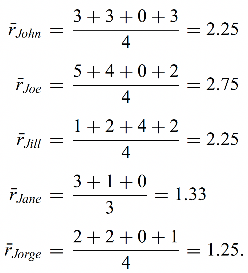 r̄_John = (3 + 3 + 0 + 3)/4 = 2.25
r̄_Joe = (5 + 4 + 0 + 2)/4 = 2.75
r̄_Jill = (1 + 2 + 4 + 2)/4 = 2.25
r̄_Jane = (3 + 1 + 0)/3 = 1.33
r̄_Jorge = (2 + 2 + 0 + 1)/4 = 1.25.